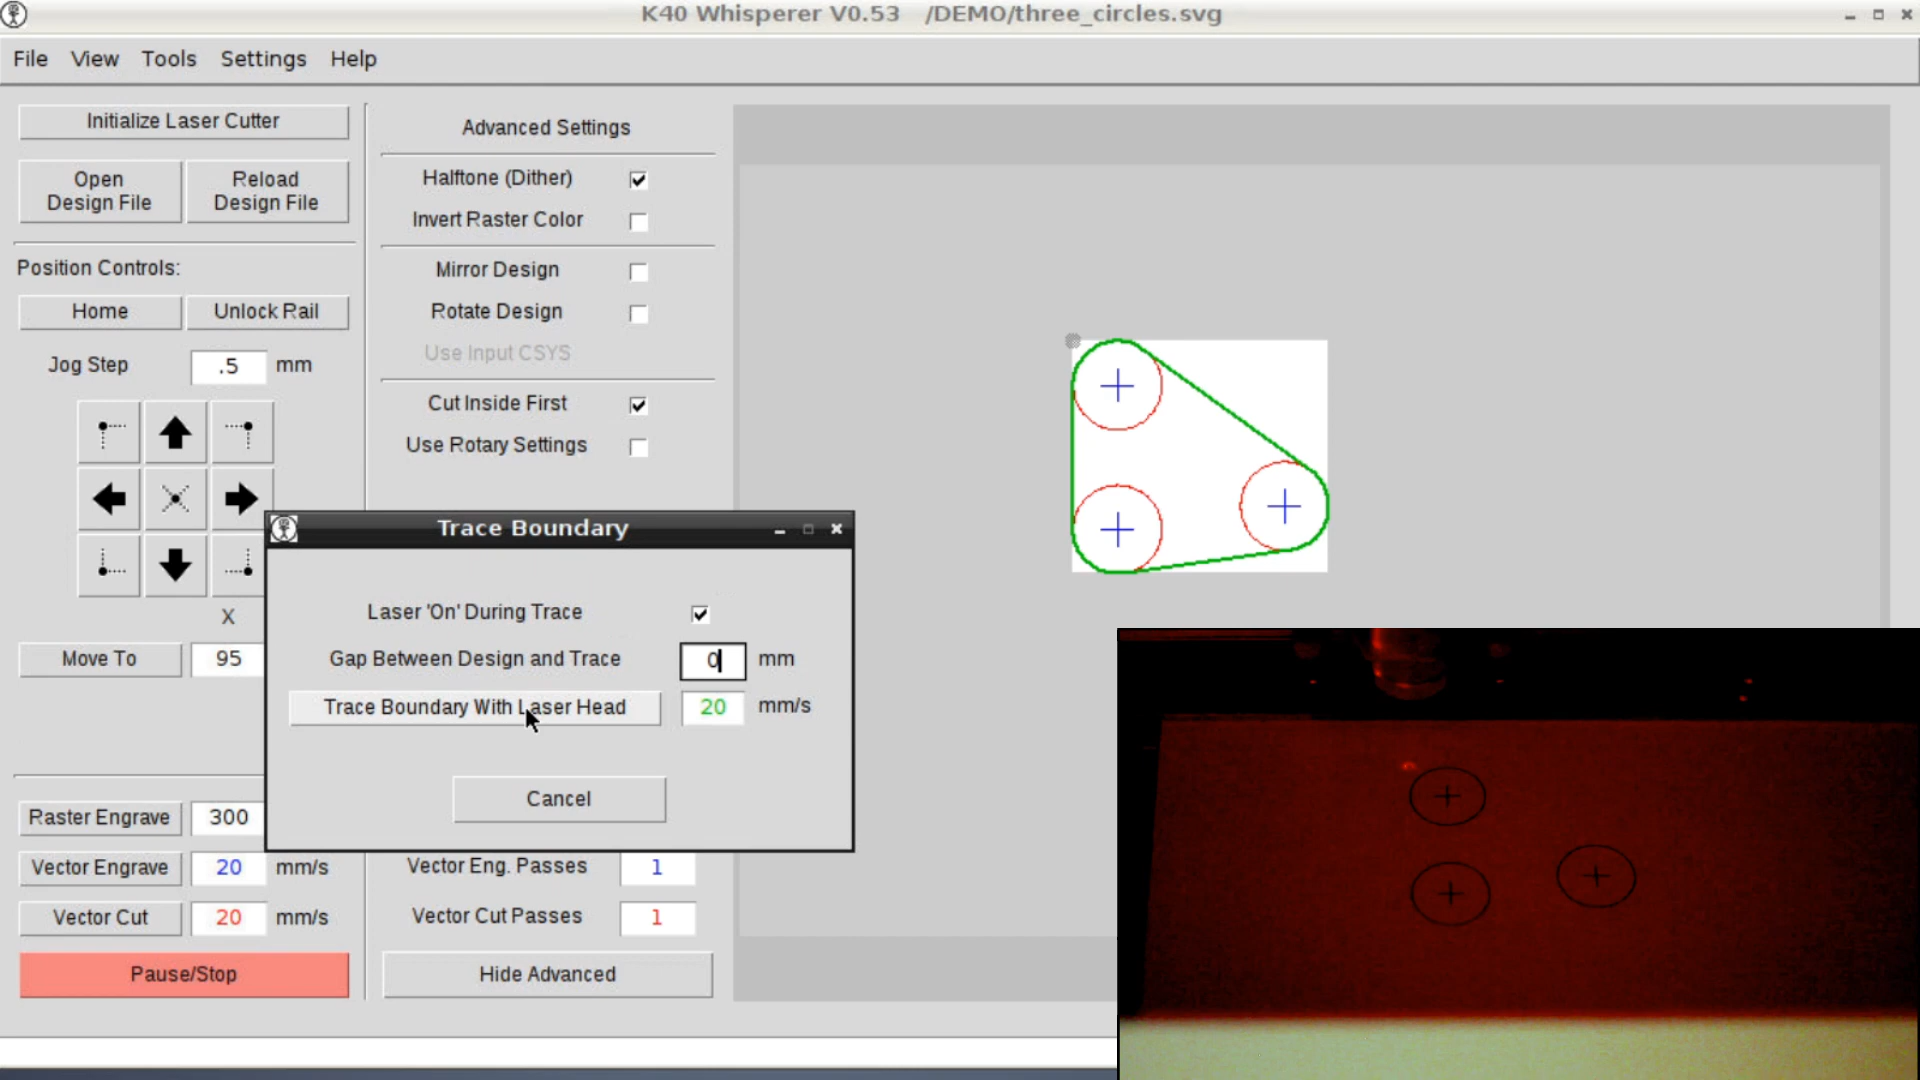 K40 Whisperer V0.53 /DEMO/three_circles.svg
File View Tools Settings Help
Initialize Laser Cutter
Open
Design File
Reload
Design File
Position Controls:
Home
Unlock Rail
Jog Step .5 mm
X
Move To 95
Raster Engrave 300
Vector Engrave 20 mm/s
Vector Cut 20 mm/s
Pause/Stop
Advanced Settings
Halftone (Dither)
Invert Raster Color
Mirror Design
Rotate Design
Use Input CSYS
Cut Inside First
Use Rotary Settings
Trace Boundary
Laser 'On' During Trace
Gap Between Design and Trace 0 mm
Trace Boundary With Laser Head 20 mm/s
Cancel
Vector Eng. Passes 1
Vector Cut Passes 1
Hide Advanced